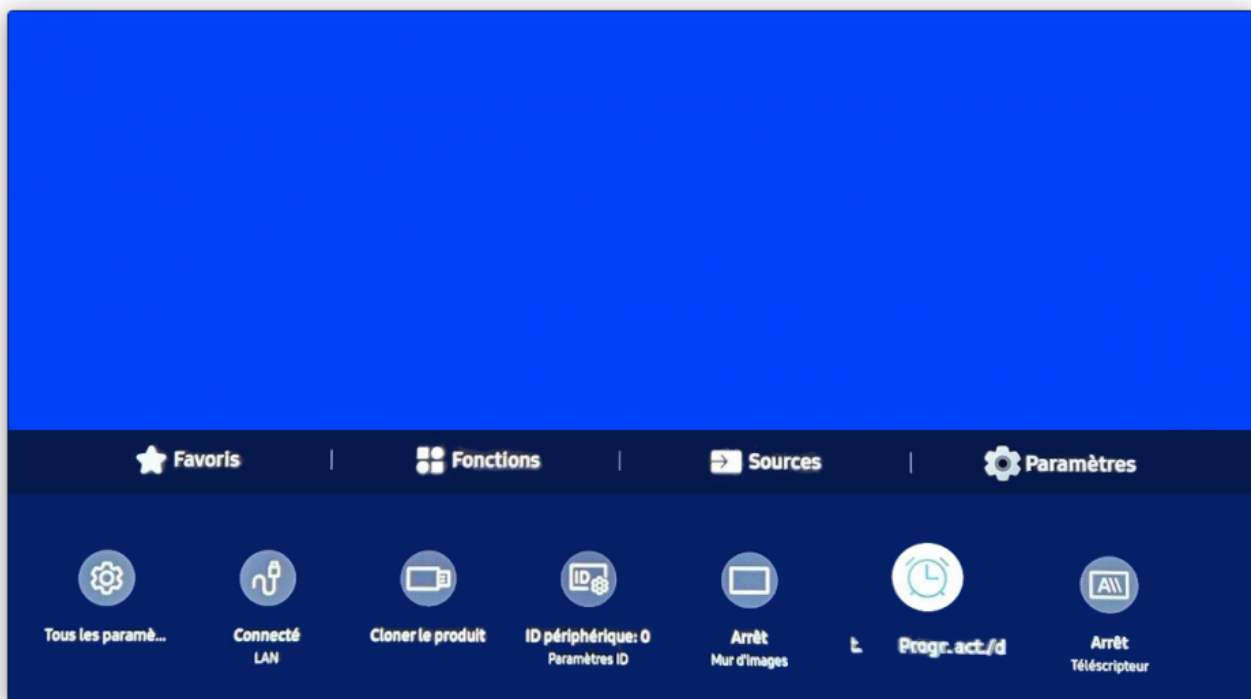 Favoris
Fonctions
Sources
Paramètres
Tous les paramè...
Connecté
LAN
Cloner le produit
ID périphérique: 0
Paramètres ID
Arrêt
Mur d'images
t Progr. act./d
Arrêt
Téléscripteur